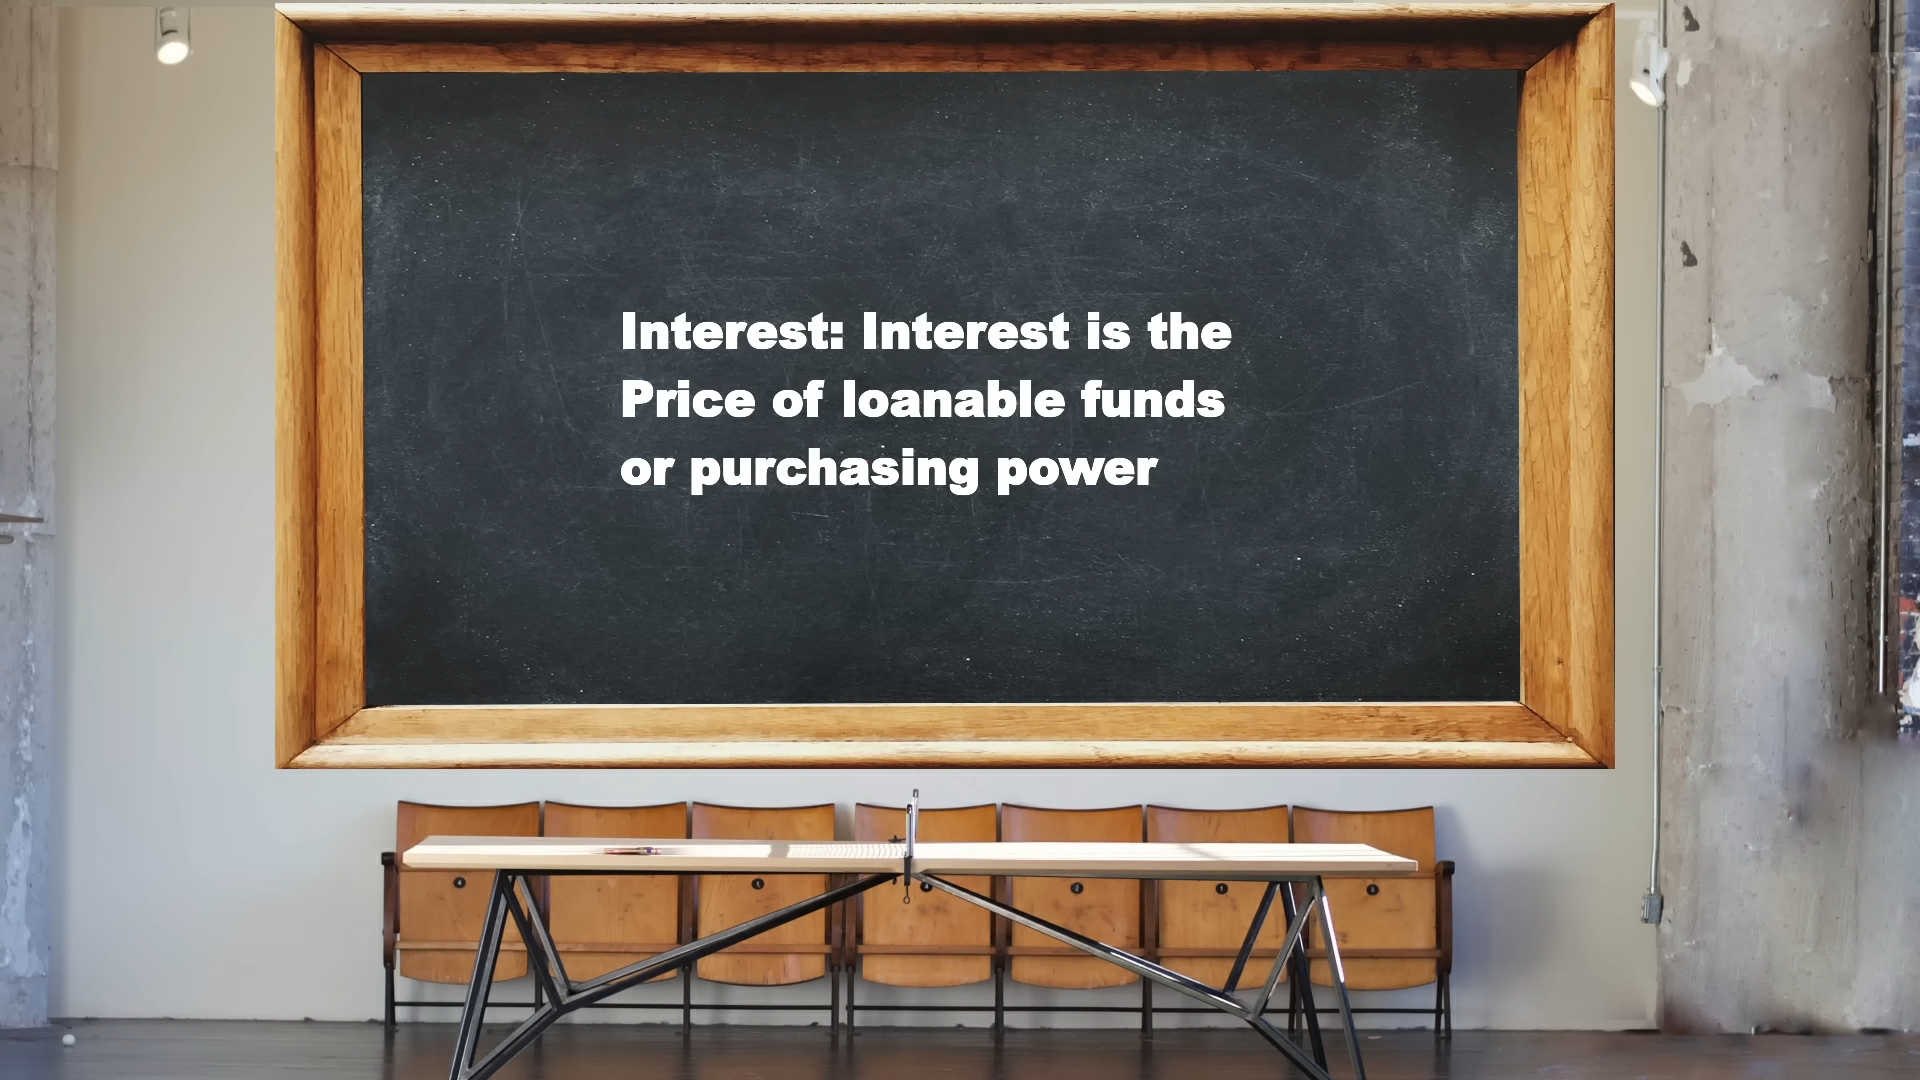 Interest: Interest is the
Price of loanable funds
or purchasing power